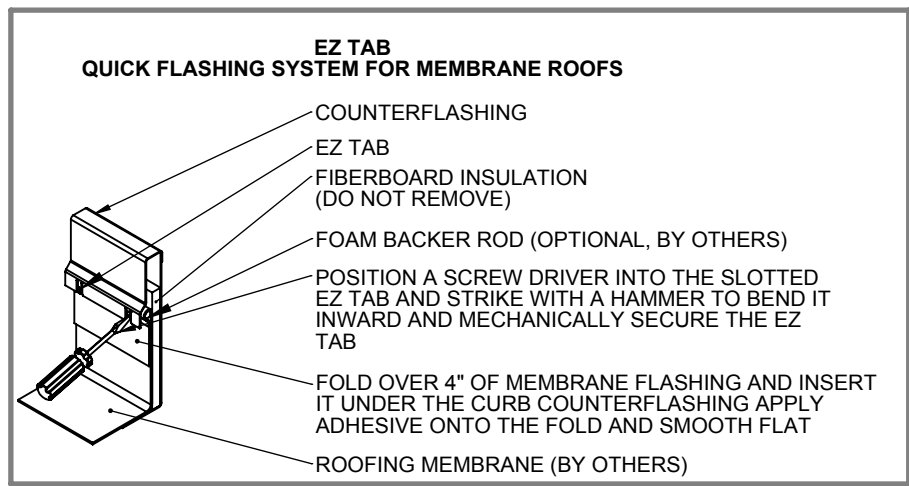 EZ TAB
QUICK FLASHING SYSTEM FOR MEMBRANE ROOFS
COUNTERFLASHING
EZ TAB
FIBERBOARD INSULATION
(DO NOT REMOVE)
FOAM BACKER ROD (OPTIONAL, BY OTHERS)
POSITION A SCREW DRIVER INTO THE SLOTTED
EZ TAB AND STRIKE WITH A HAMMER TO BEND IT
INWARD AND MECHANICALLY SECURE THE EZ
TAB
FOLD OVER 4" OF MEMBRANE FLASHING AND INSERT
IT UNDER THE CURB COUNTERFLASHING APPLY
ADHESIVE ONTO THE FOLD AND SMOOTH FLAT
ROOFING MEMBRANE (BY OTHERS)